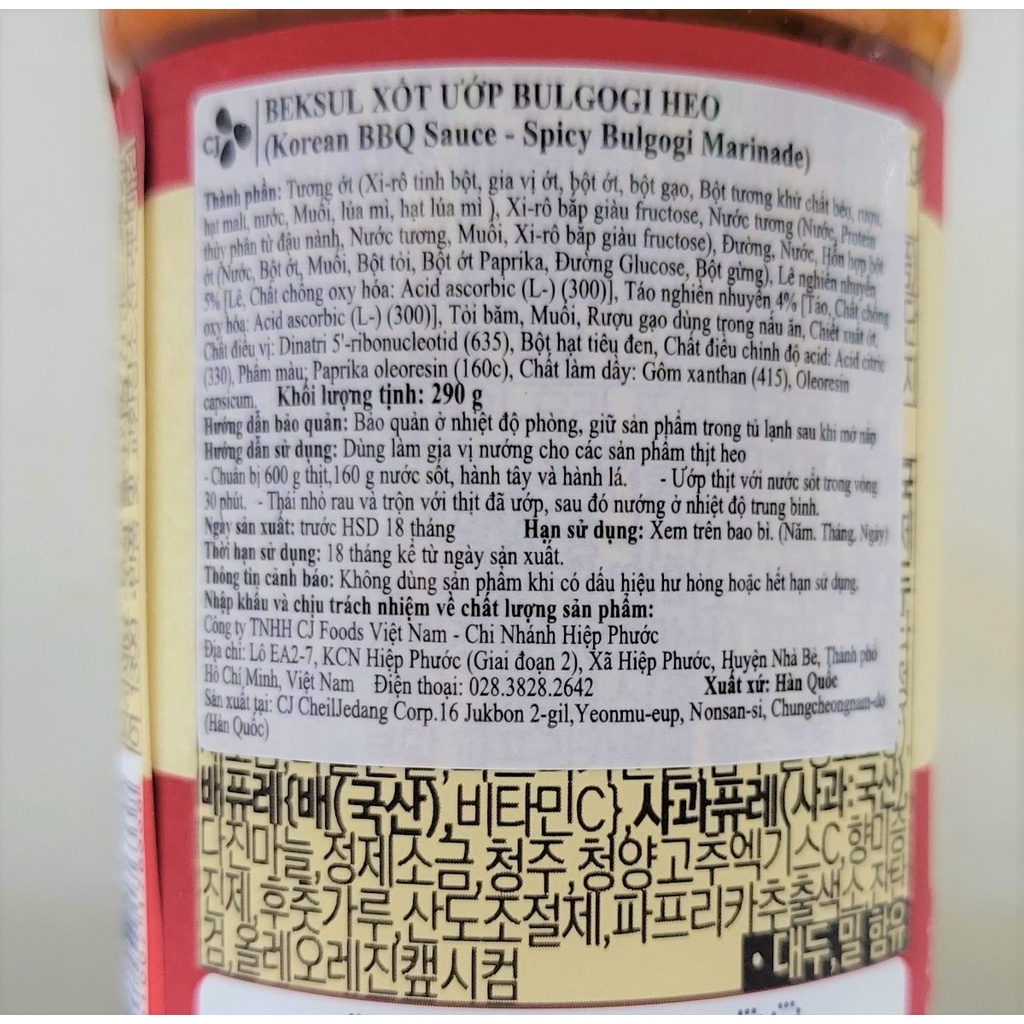 CJ
BEKSUL XỐT ƯỚP BULGOGI HEO
(Korean BBQ Sauce - Spicy Bulgogi Marinade)
Thành phần: Tương ớt (Xi-rô tinh bột, gia vị ớt, bột ớt, bột gạo, Bột tương khử chất béo, rượu,
hạt malt, nước, Muối, lúa mì, hạt lúa mì ), Xi-rô bắp giàu fructose, Nước tương (Nước, Protein
thủy phân từ đậu nành, Nước tương, Muối, Xi-rô bắp giàu fructose), Đường, Nước, Hỗn hợp bột
ớt (Nước, Bột ớt, Muối, Bột tỏi, Bột ớt Paprika, Đường Glucose, Bột gừng), Lê nghiền nhuyễn
5% [Lê, Chất chống oxy hóa: Acid ascorbic (L-) (300)], Táo nghiền nhuyễn 4% [Táo, Chất chống
oxy hóa: Acid ascorbic (L-) (300)], Tỏi băm, Muối, Rượu gạo dùng trong nấu ăn, Chiết xuất ớt,
Chất điều vị: Dinatri 5'-ribonucleotid (635), Bột hạt tiêu đen, Chất điều chỉnh độ acid: Acid citric
(330), Phẩm màu; Paprika oleoresin (160c), Chất làm dầy: Gôm xanthan (415), Oleoresin
capsicum. Khối lượng tịnh: 290 g
Hướng dẫn bảo quản: Bảo quản ở nhiệt độ phòng, giữ sản phẩm trong tủ lạnh sau khi mở nắp
Hướng dẫn sử dụng: Dùng làm gia vị nướng cho các sản phẩm thịt heo
- Chuẩn bị 600 g thịt,160 g nước sốt, hành tây và hành lá. - Ướp thịt với nước sốt trong vòng
30 phút. - Thái nhỏ rau và trộn với thịt đã ướp, sau đó nướng ở nhiệt độ trung bình.
Ngày sản xuất: trước HSD 18 tháng Hạn sử dụng: Xem trên bao bì. (Năm. Tháng. Ngày)
Thời hạn sử dụng: 18 tháng kể từ ngày sản xuất.
Thông tin cảnh báo: Không dùng sản phẩm khi có dấu hiệu hư hỏng hoặc hết hạn sử dụng.
Nhập khẩu và chịu trách nhiệm về chất lượng sản phẩm:
Công ty TNHH CJ Foods Việt Nam - Chi Nhánh Hiệp Phước
Địa chỉ: Lô EA2-7, KCN Hiệp Phước (Giai đoạn 2), Xã Hiệp Phước, Huyện Nhà Bè, Thành phố
Hồ Chí Minh, Việt Nam Điện thoại: 028.3828.2642 Xuất xứ: Hàn Quốc
Sản xuất tại: CJ CheilJedang Corp.16 Jukbon 2-gil,Yeonmu-eup, Nonsan-si, Chungcheongnam-do
(Hàn Quốc)
배퓨레{배(국산),비타민C},사과퓨레(사과:국산),
다진마늘,정제소금,청주,청양고추엑기스C,향미증
진제,후춧가루,산도조절제,파프리카추출색소,잔탄
검,올레오레진캪시컴 • 대두,밀 함유